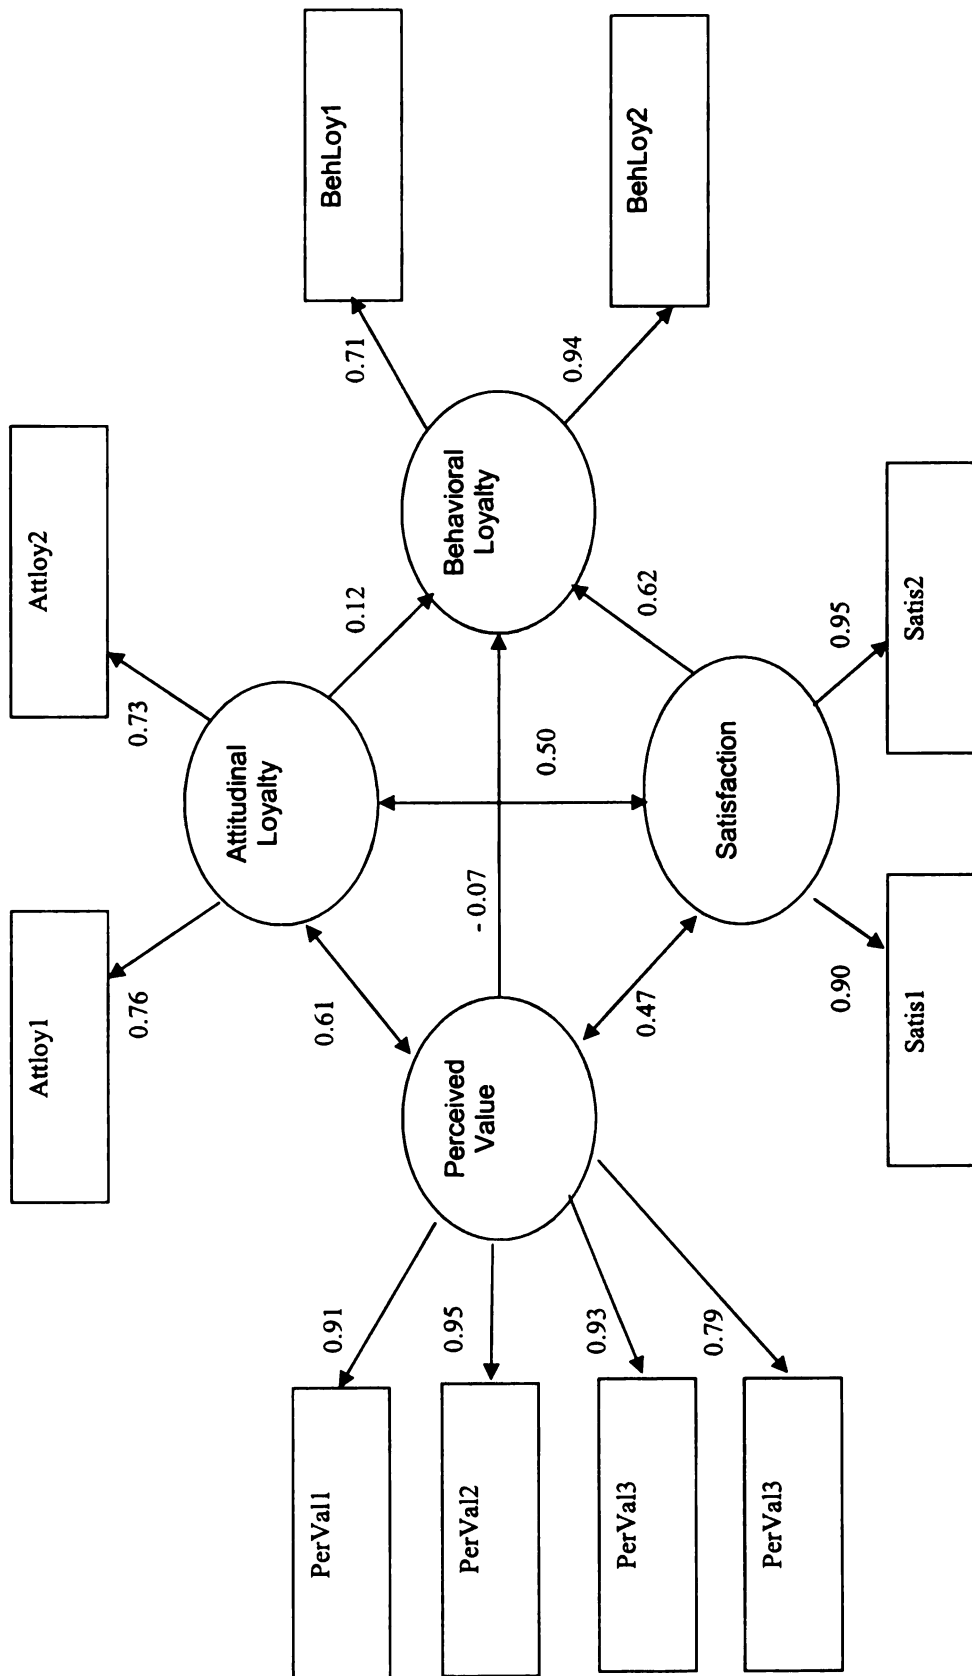 Attloy1
Attloy2
0.76
0.73
Attitudinal
Loyalty
PerVal1
0.91
0.61
0.12
0.71
BehLoy1
PerVal2
0.95
Perceived
Value
- 0.07
0.50
Behavioral
Loyalty
PerVal3
0.93
0.47
0.62
0.94
BehLoy2
PerVal3
0.79
Satisfaction
0.90
0.95
Satis1
Satis2